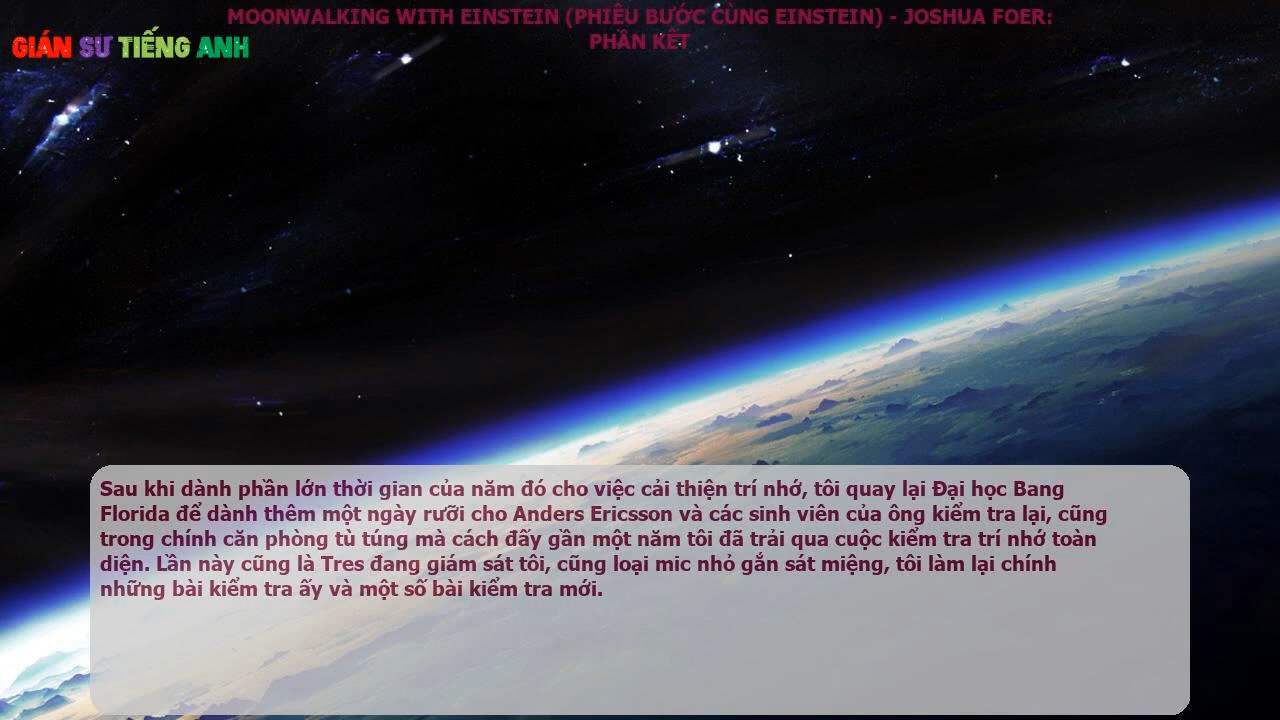 MOONWALKING WITH EINSTEIN (PHIÊU BƯỚC CÙNG EINSTEIN) - JOSHUA FOER:
PHẦN KẾT
GIÁN SƯ TIẾNG ANH
Sau khi dành phần lớn thời gian của năm đó cho việc cải thiện trí nhớ, tôi quay lại Đại học Bang
Florida để dành thêm một ngày rưỡi cho Anders Ericsson và các sinh viên của ông kiểm tra lại, cũng
trong chính căn phòng tù túng mà cách đấy gần một năm tôi đã trải qua cuộc kiểm tra trí nhớ toàn
diện. Lần này cũng là Tres đang giám sát tôi, cũng loại mic nhỏ gắn sát miệng, tôi làm lại chính
những bài kiểm tra ấy và một số bài kiểm tra mới.